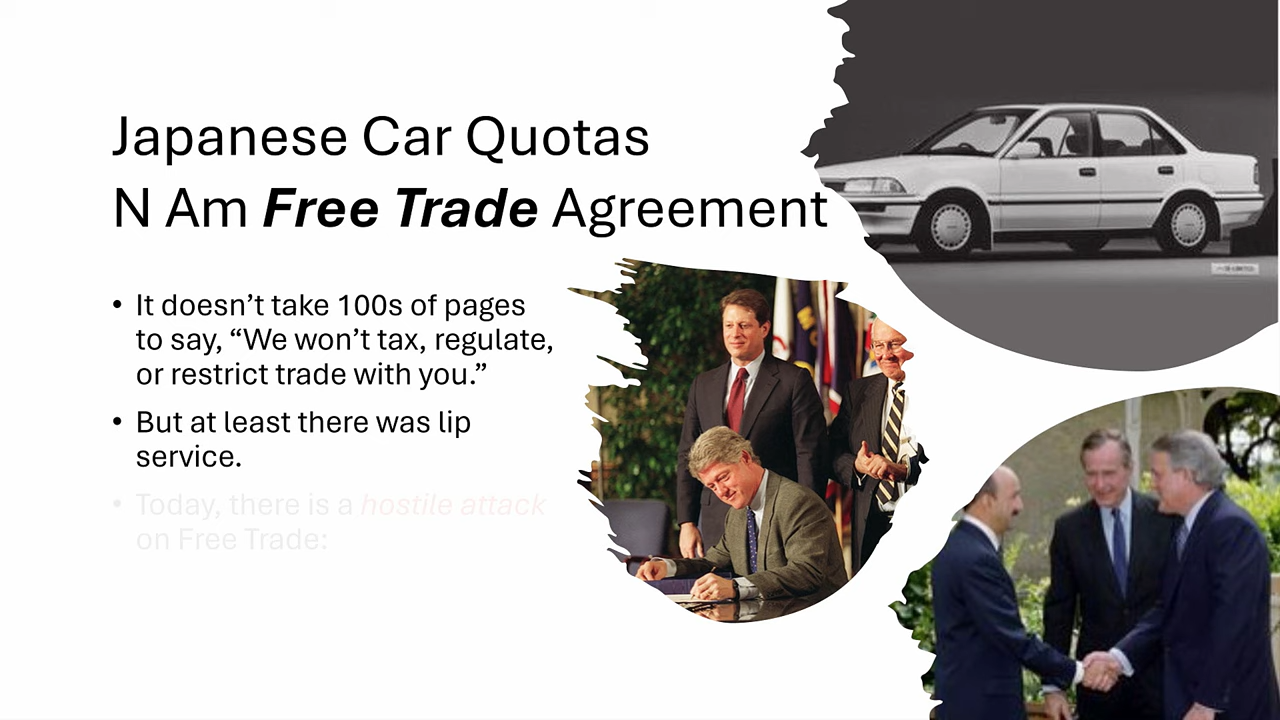 Japanese Car Quotas
N Am Free Trade Agreement
• It doesn’t take 100s of pages
to say, “We won’t tax, regulate,
or restrict trade with you.”
• But at least there was lip
service.
• Today, there is a hostile attack
on Free Trade: